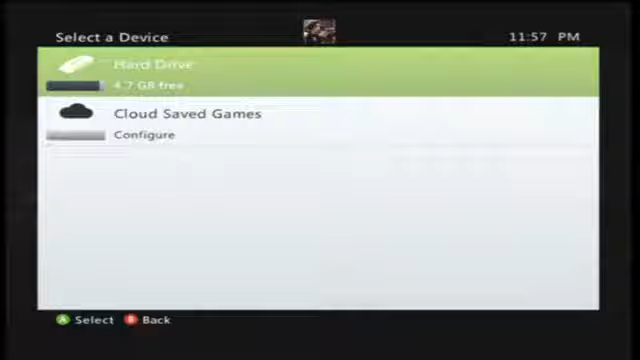 Select a Device
11:57 PM
Hard Drive
4.7 GB free
Cloud Saved Games
Configure
A Select B Back